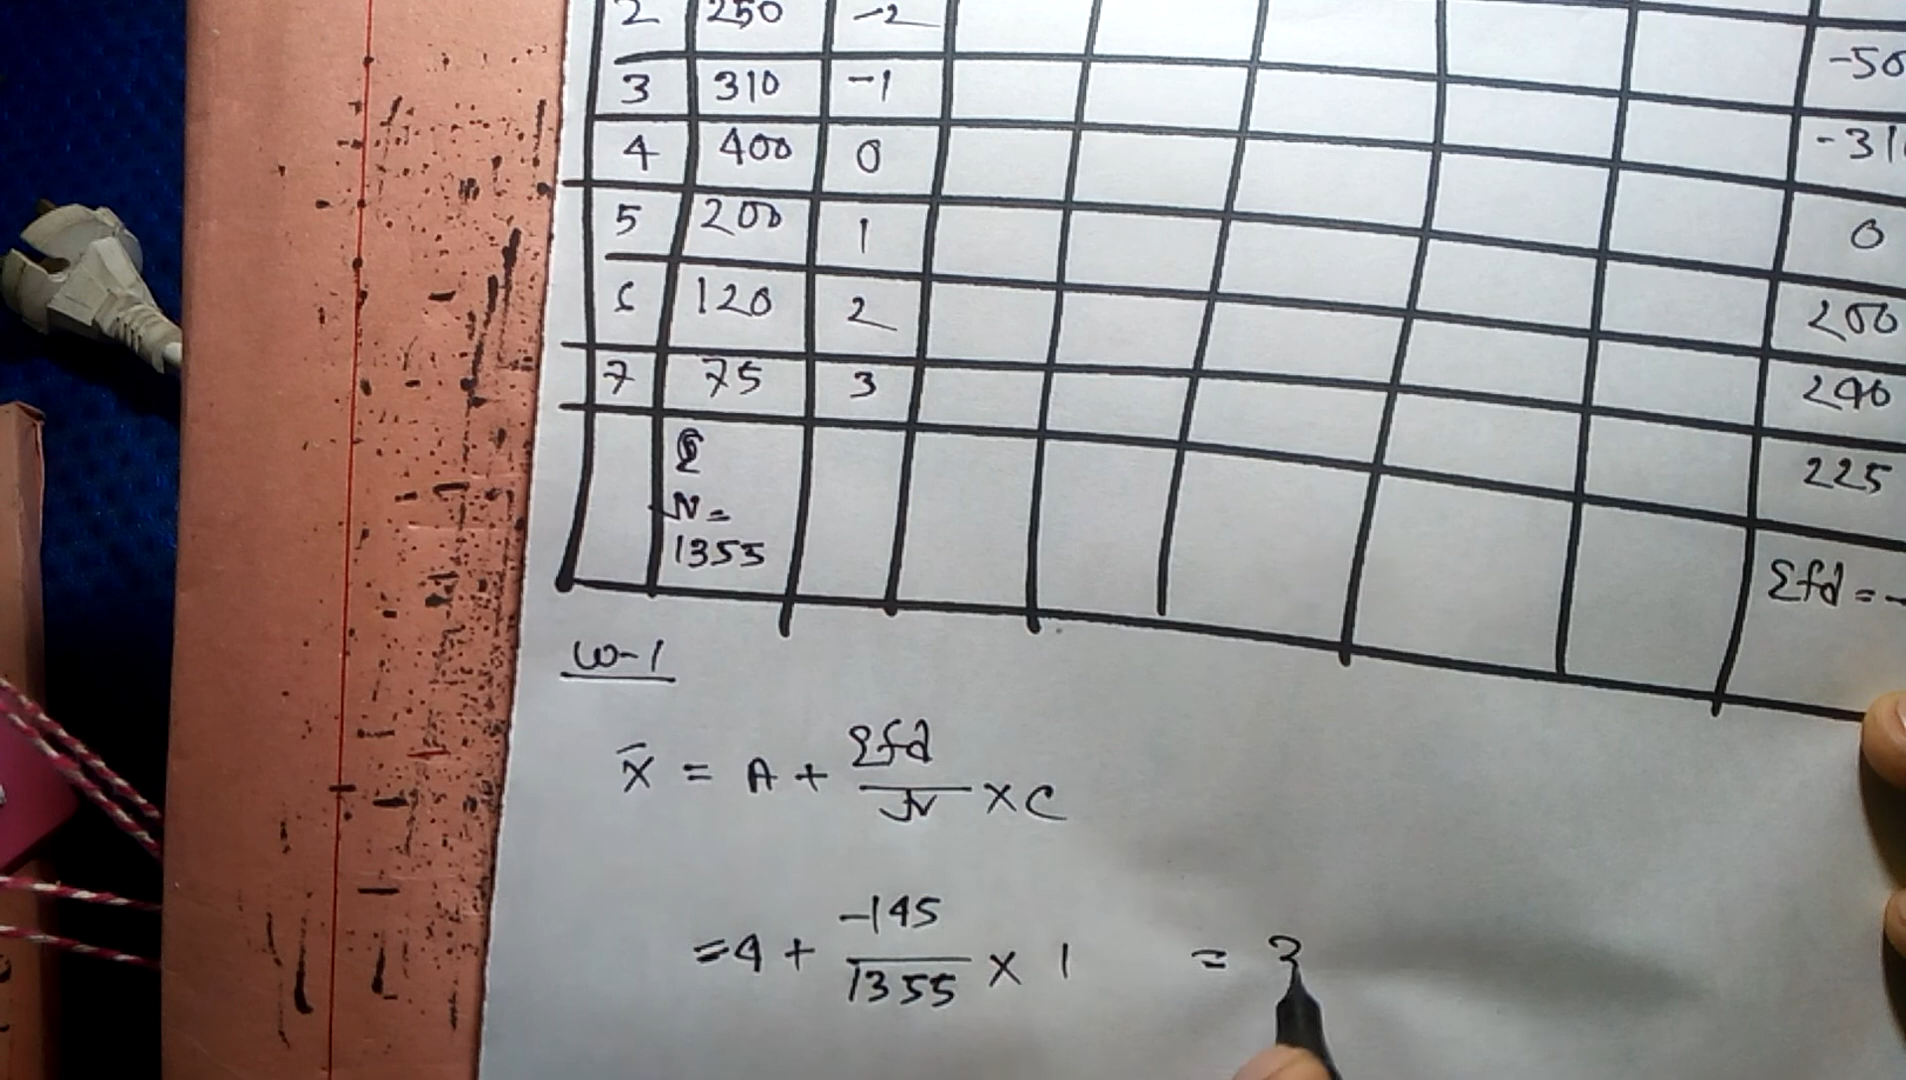 2 250 -2 -50
3 310 -1 -31
4 400 0 0
5 200 1 200
6 120 2 240
7 75 3 225
N= 1355 Σfd = -
W-1
x̄ = A + Σfd/N × C
= 4 + -145/1355 × 1 = 3